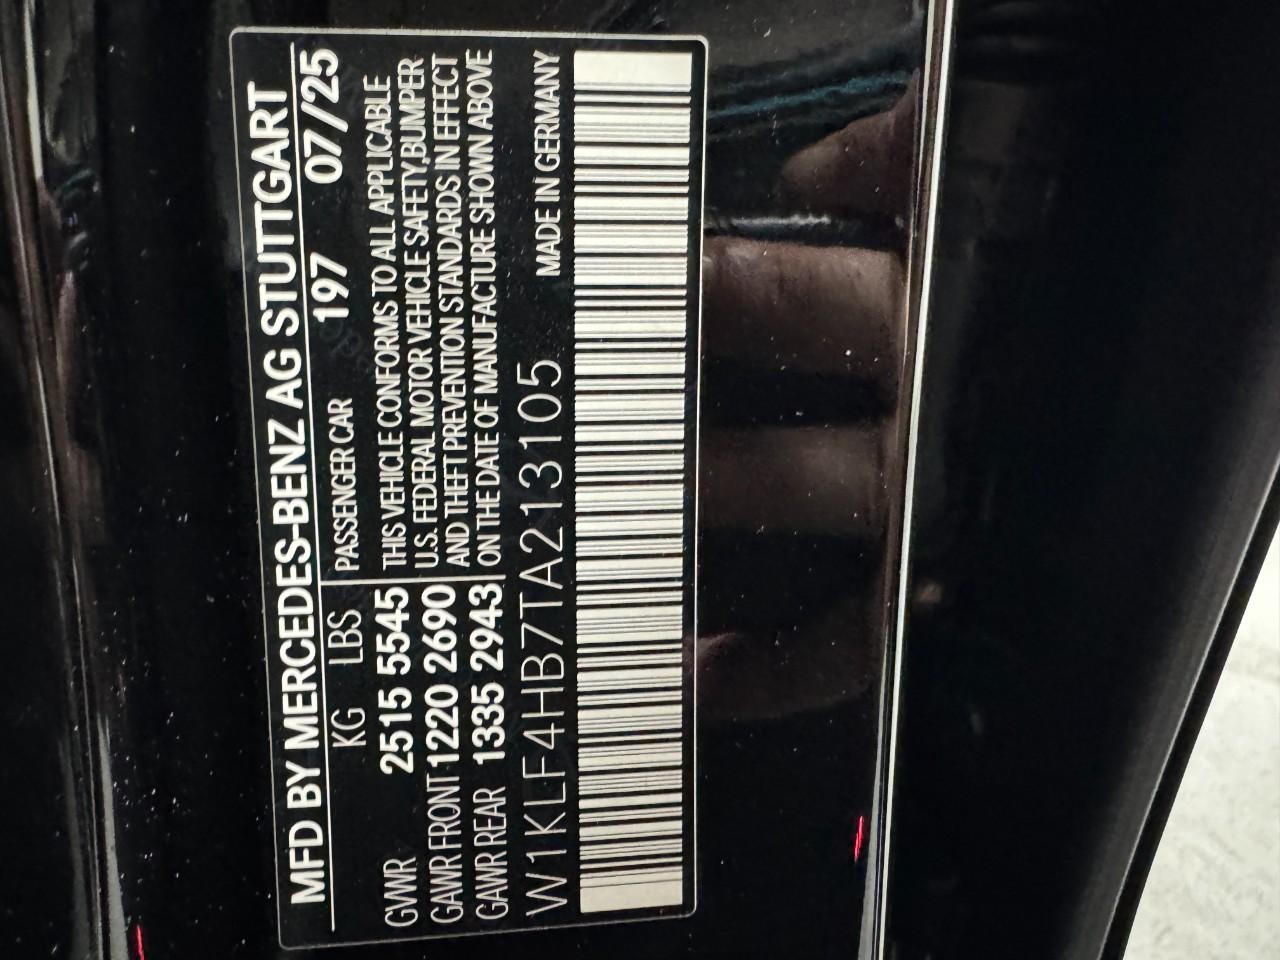 MFD BY MERCEDES-BENZ AG STUTTGART
KG LBS PASSENGER CAR 197 07/25
GVWR 2515 5545 THIS VEHICLE CONFORMS TO ALL APPLICABLE
GAWR FRONT 1220 2690 U.S. FEDERAL MOTOR VEHICLE SAFETY,BUMPER
GAWR REAR 1335 2943 AND THEFT PREVENTION STANDARDS IN EFFECT
ON THE DATE OF MANUFACTURE SHOWN ABOVE
W1KLF4HB7TA213105 MADE IN GERMANY